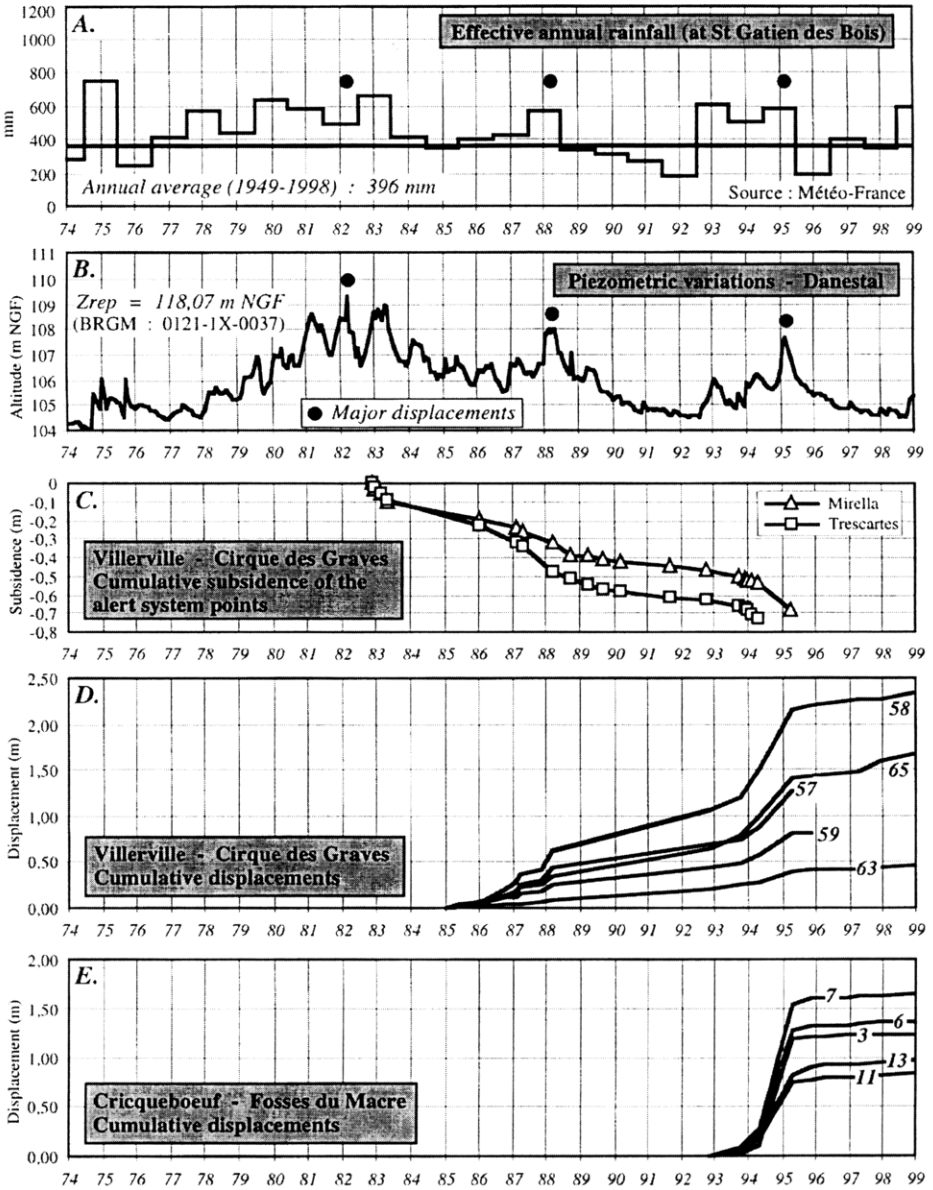 A.
Effective annual rainfall (at St Gatien des Bois)
1200
1000
800
600
400
200
0
mm
Annual average (1949-1998) : 396 mm
Source : Météo-France
74 75 76 77 78 79 80 81 82 83 84 85 86 87 88 89 90 91 92 93 94 95 96 97 98 99
B.
Piezometric variations - Danestal
Zrep = 118,07 m NGF
(BRGM : 0121-1X-0037)
111
110
109
108
107
106
105
104
Altitude (m NGF)
Major displacements
74 75 76 77 78 79 80 81 82 83 84 85 86 87 88 89 90 91 92 93 94 95 96 97 98 99
C.
0
-0,1
-0,2
-0,3
-0,4
-0,5
-0,6
-0,7
-0,8
Subsidence (m)
Mirella
Trescartes
Villerville - Cirque des Graves
Cumulative subsidence of the
alert system points
74 75 76 77 78 79 80 81 82 83 84 85 86 87 88 89 90 91 92 93 94 95 96 97 98 99
D.
2,50
2,00
1,50
1,00
0,50
0.00
Displacement (m)
58
65
57
59
63
Villerville - Cirque des Graves
Cumulative displacements
74 75 76 77 78 79 80 81 82 83 84 85 86 87 88 89 90 91 92 93 94 95 96 97 98 99
E.
2,00
1,50
1,00
0,50
0,00
Displacement (m)
7
6
3
13
11
Cricqueboeuf - Fosses du Macre
Cumulative displacements
74 75 76 77 78 79 80 81 82 83 84 85 86 87 88 89 90 91 92 93 94 95 96 97 98 99